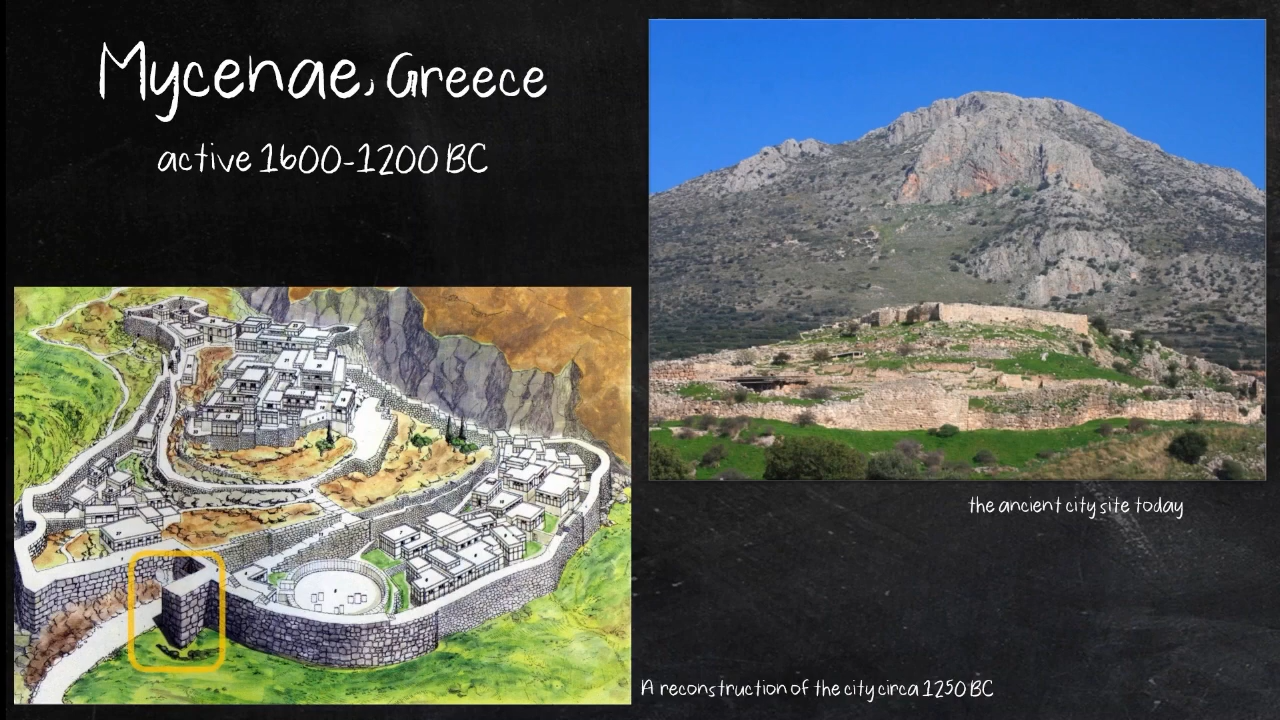 Mycenae, Greece
active 1600-1200 BC
the ancient city site today
A reconstruction of the city circa 1250 BC